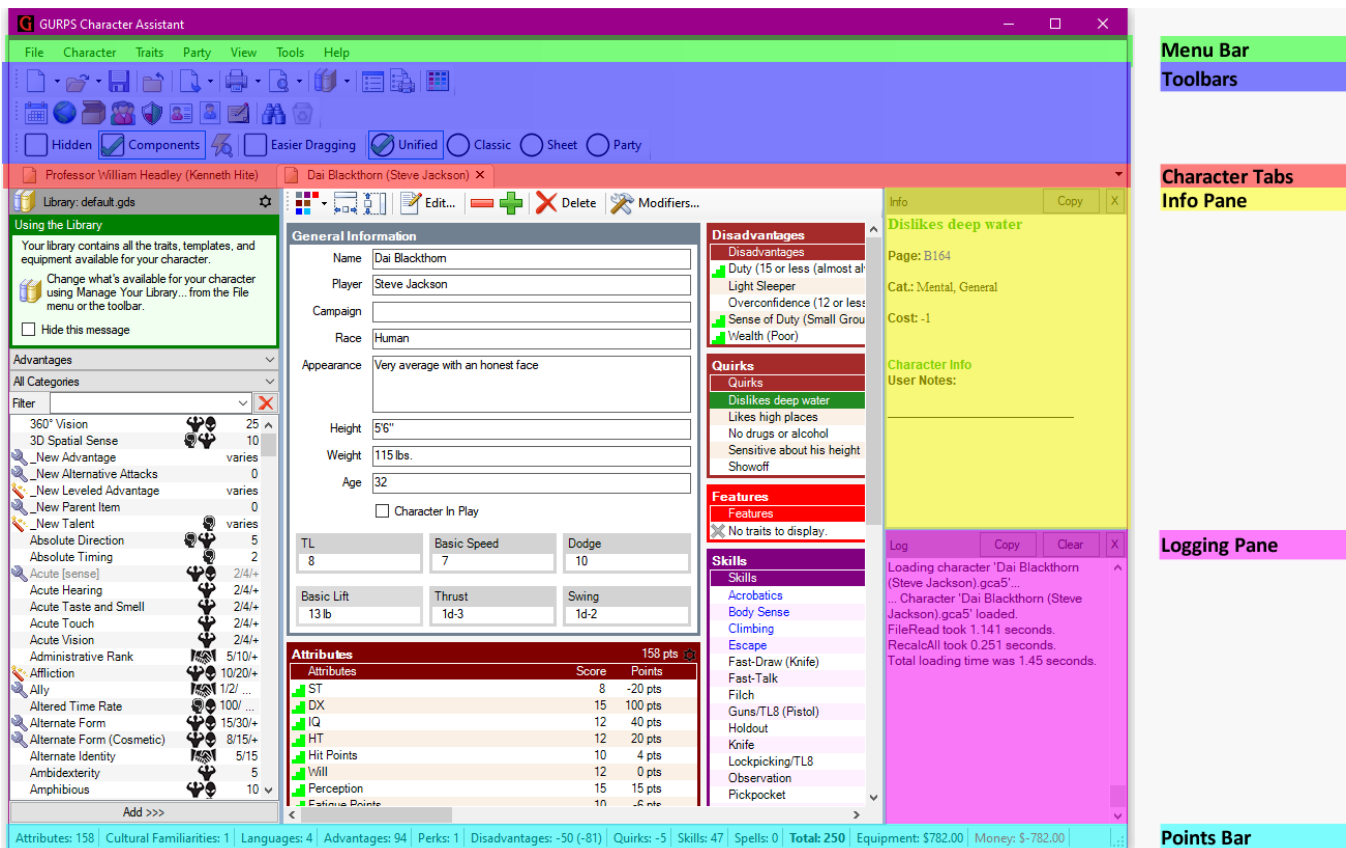 GURPS Character Assistant
File Character Traits Party View Tools Help
Menu Bar
Toolbars
Hidden Components Easier Dragging Unified Classic Sheet Party
Professor William Headley (Kenneth Hite) Dai Blackthorn (Steve Jackson)
Character Tabs
Library: default.gds
Edit... Delete Modifiers...
Info Copy X
Info Pane
Using the Library
Your library contains all the traits, templates, and
equipment available for your character.
Change what's available for your character
using Manage Your Library... from the File
menu or the toolbar.
Hide this message
Advantages
All Categories
Filter
360° Vision 25
3D Spatial Sense 10
_New Advantage varies
_New Alternative Attacks 0
_New Leveled Advantage varies
_New Parent Item 0
_New Talent varies
Absolute Direction 5
Absolute Timing 2
Acute [sense] 2/4/+
Acute Hearing 2/4/+
Acute Taste and Smell 2/4/+
Acute Touch 2/4/+
Acute Vision 2/4/+
Administrative Rank 5/10/+
Affliction 10/20/+
Ally 1/2/ ...
Altered Time Rate 100/ ...
Alternate Form 15/30/+
Alternate Form (Cosmetic) 8/15/+
Alternate Identity 5/15
Ambidexterity 5
Amphibious 10
Add >>>
General Information
Name Dai Blackthorn
Player Steve Jackson
Campaign
Race Human
Appearance Very average with an honest face
Height 5'6"
Weight 115 lbs.
Age 32
Character In Play
TL Basic Speed Dodge
8 7 10
Basic Lift Thrust Swing
13 lb 1d-3 1d-2
Attributes 158 pts
Attributes Score Points
ST 8 -20 pts
DX 15 100 pts
IQ 12 40 pts
HT 12 20 pts
Hit Points 10 4 pts
Will 12 0 pts
Perception 15 15 pts
Fatigue Points 10 -6 pts
Disadvantages
Disadvantages
Duty (15 or less (almost al
Light Sleeper
Overconfidence (12 or less
Sense of Duty (Small Grou
Wealth (Poor)
Quirks
Quirks
Dislikes deep water
Likes high places
No drugs or alcohol
Sensitive about his height
Showoff
Features
Features
No traits to display.
Skills
Skills
Acrobatics
Body Sense
Climbing
Escape
Fast-Draw (Knife)
Fast-Talk
Filch
Guns/TL8 (Pistol)
Holdout
Knife
Lockpicking/TL8
Observation
Pickpocket
Dislikes deep water
Page: B164
Cat.: Mental, General
Cost: -1
Character Info
User Notes:
Log Copy Clear X
Logging Pane
Loading character 'Dai Blackthorn
(Steve Jackson).gca5'...
... Character 'Dai Blackthorn (Steve
Jackson).gca5' loaded.
FileRead took 1.141 seconds.
RecalcAll took 0.251 seconds.
Total loading time was 1.45 seconds.
Attributes: 158 Cultural Familiarities: 1 Languages: 4 Advantages: 94 Perks: 1 Disadvantages: -50 (-81) Quirks: -5 Skills: 47 Spells: 0 Total: 250 Equipment: $782.00 Money: $-782.00
Points Bar